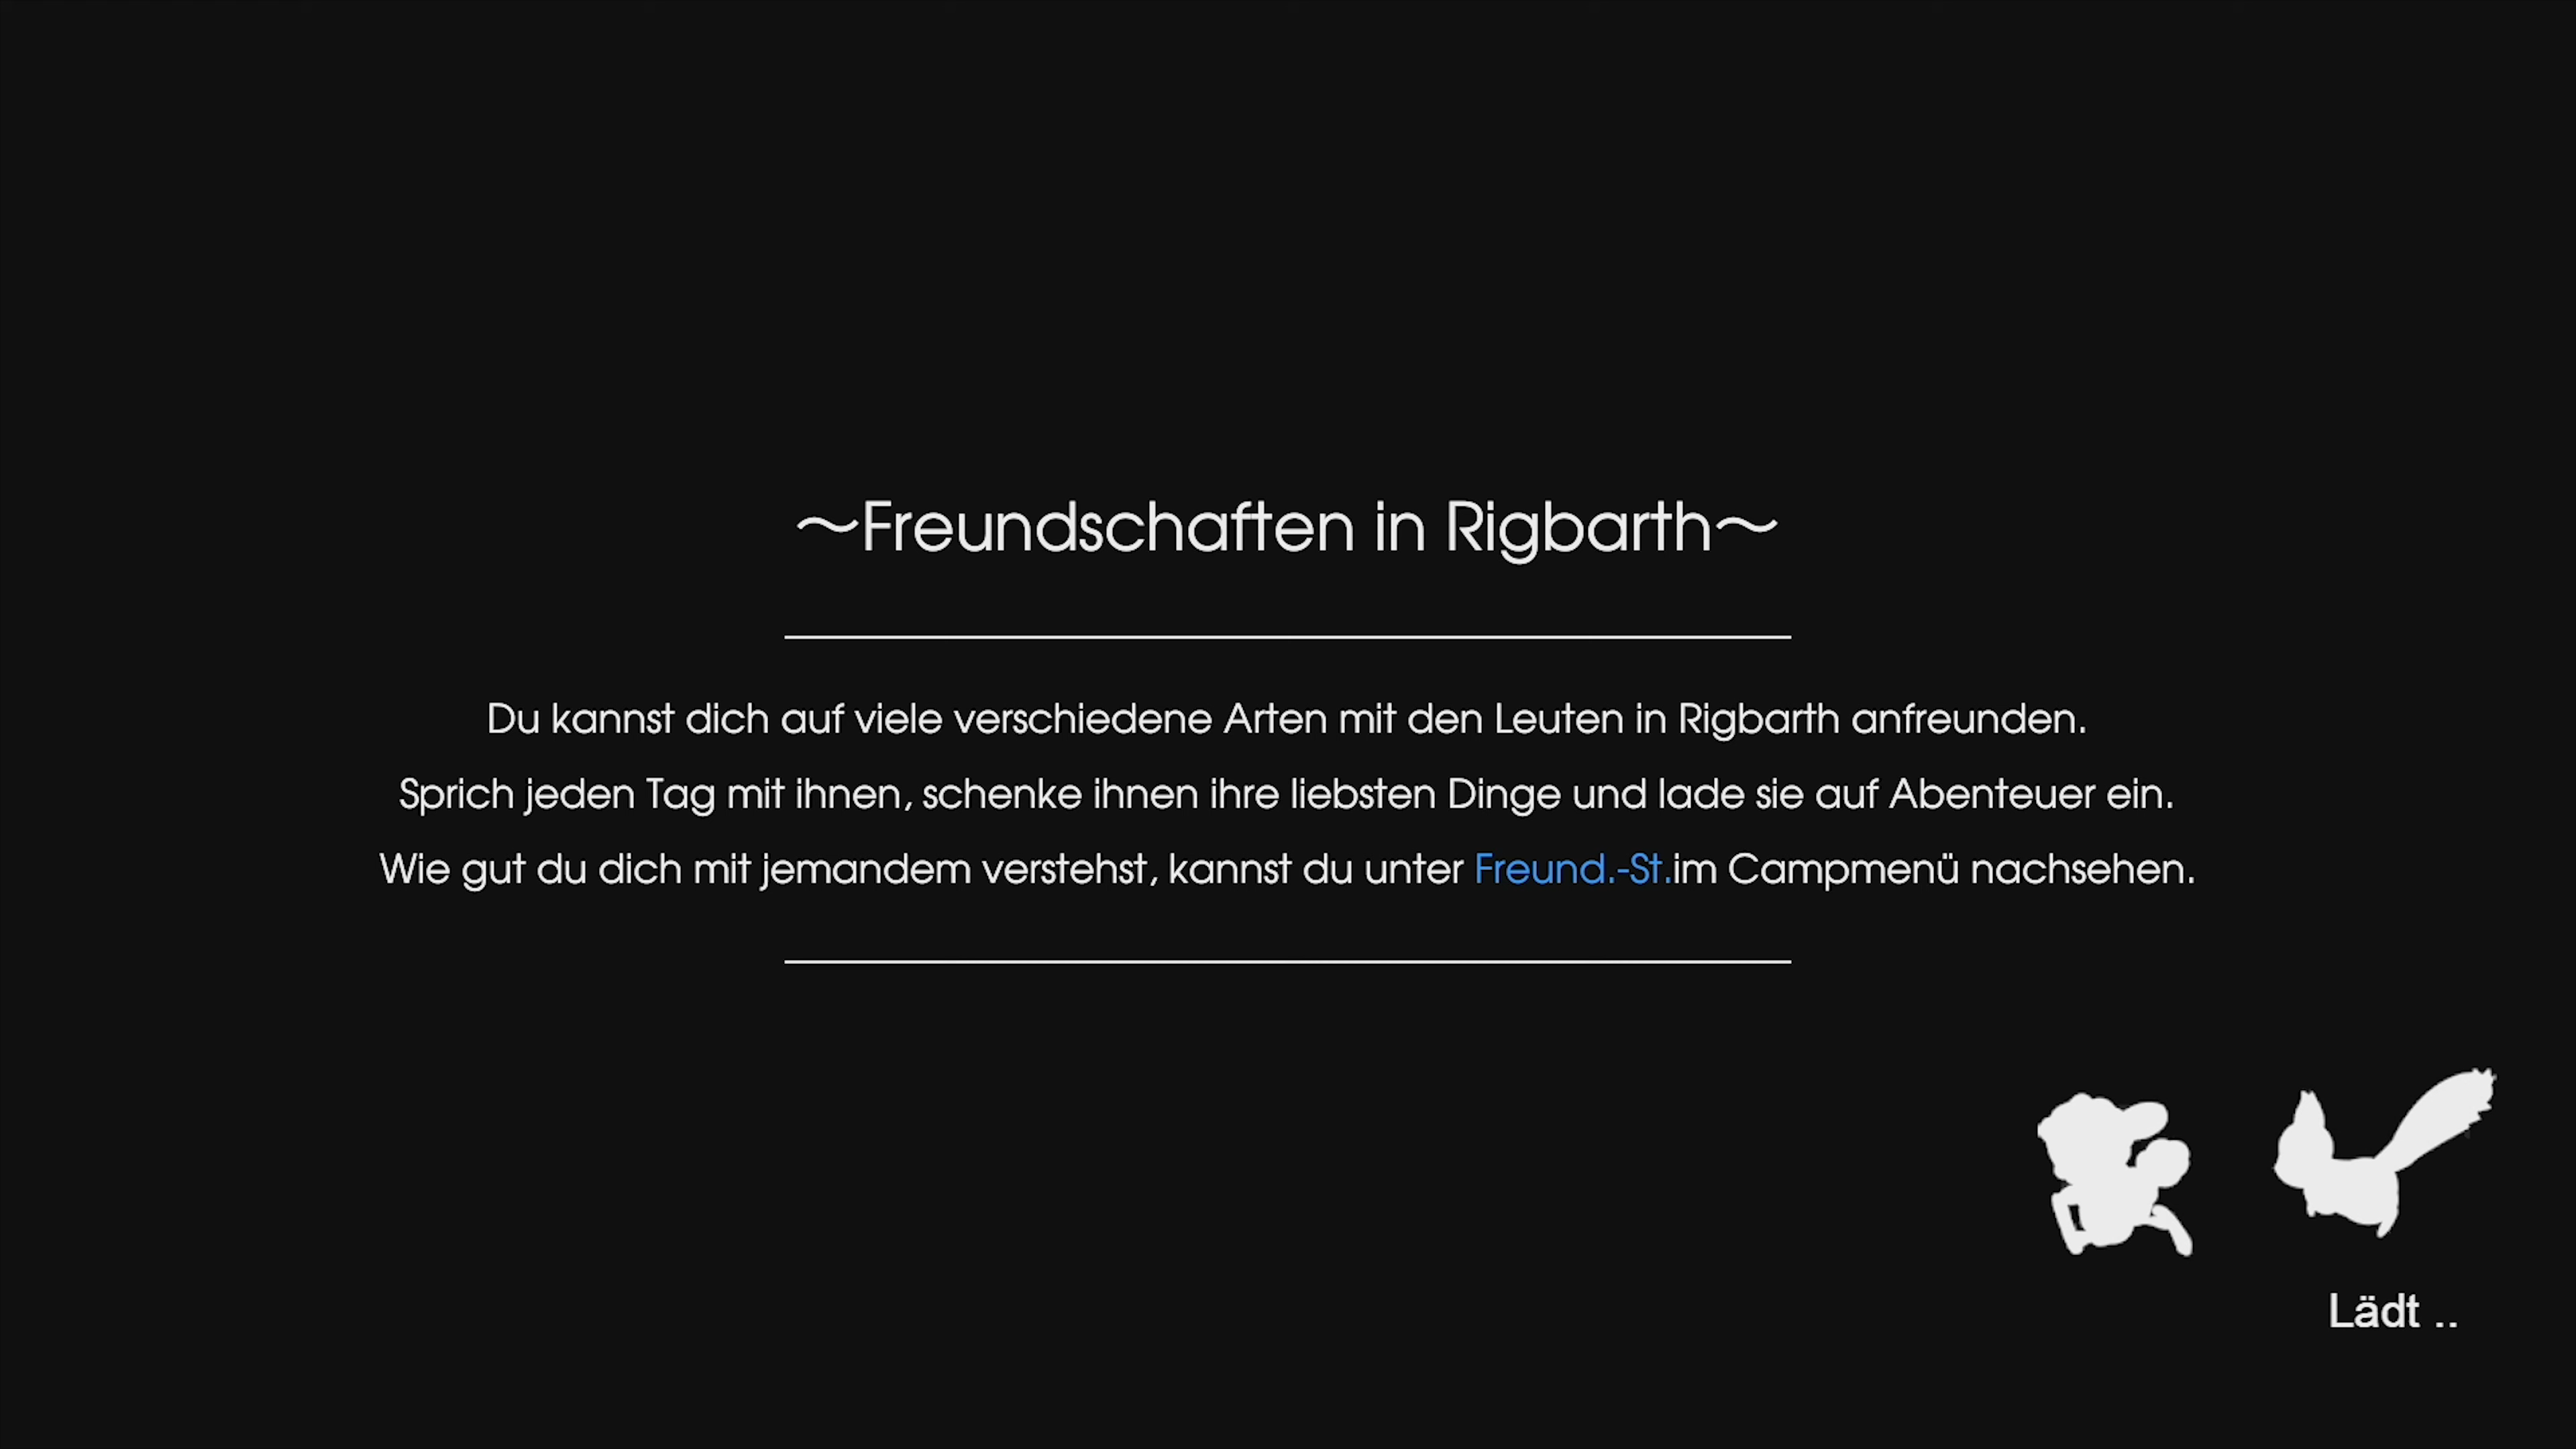 ～Freundschaften in Rigbarth～
Du kannst dich auf viele verschiedene Arten mit den Leuten in Rigbarth anfreunden.
Sprich jeden Tag mit ihnen, schenke ihnen ihre liebsten Dinge und lade sie auf Abenteuer ein.
Wie gut du dich mit jemandem verstehst, kannst du unter Freund.-St.im Campmenü nachsehen.
Lädt ..